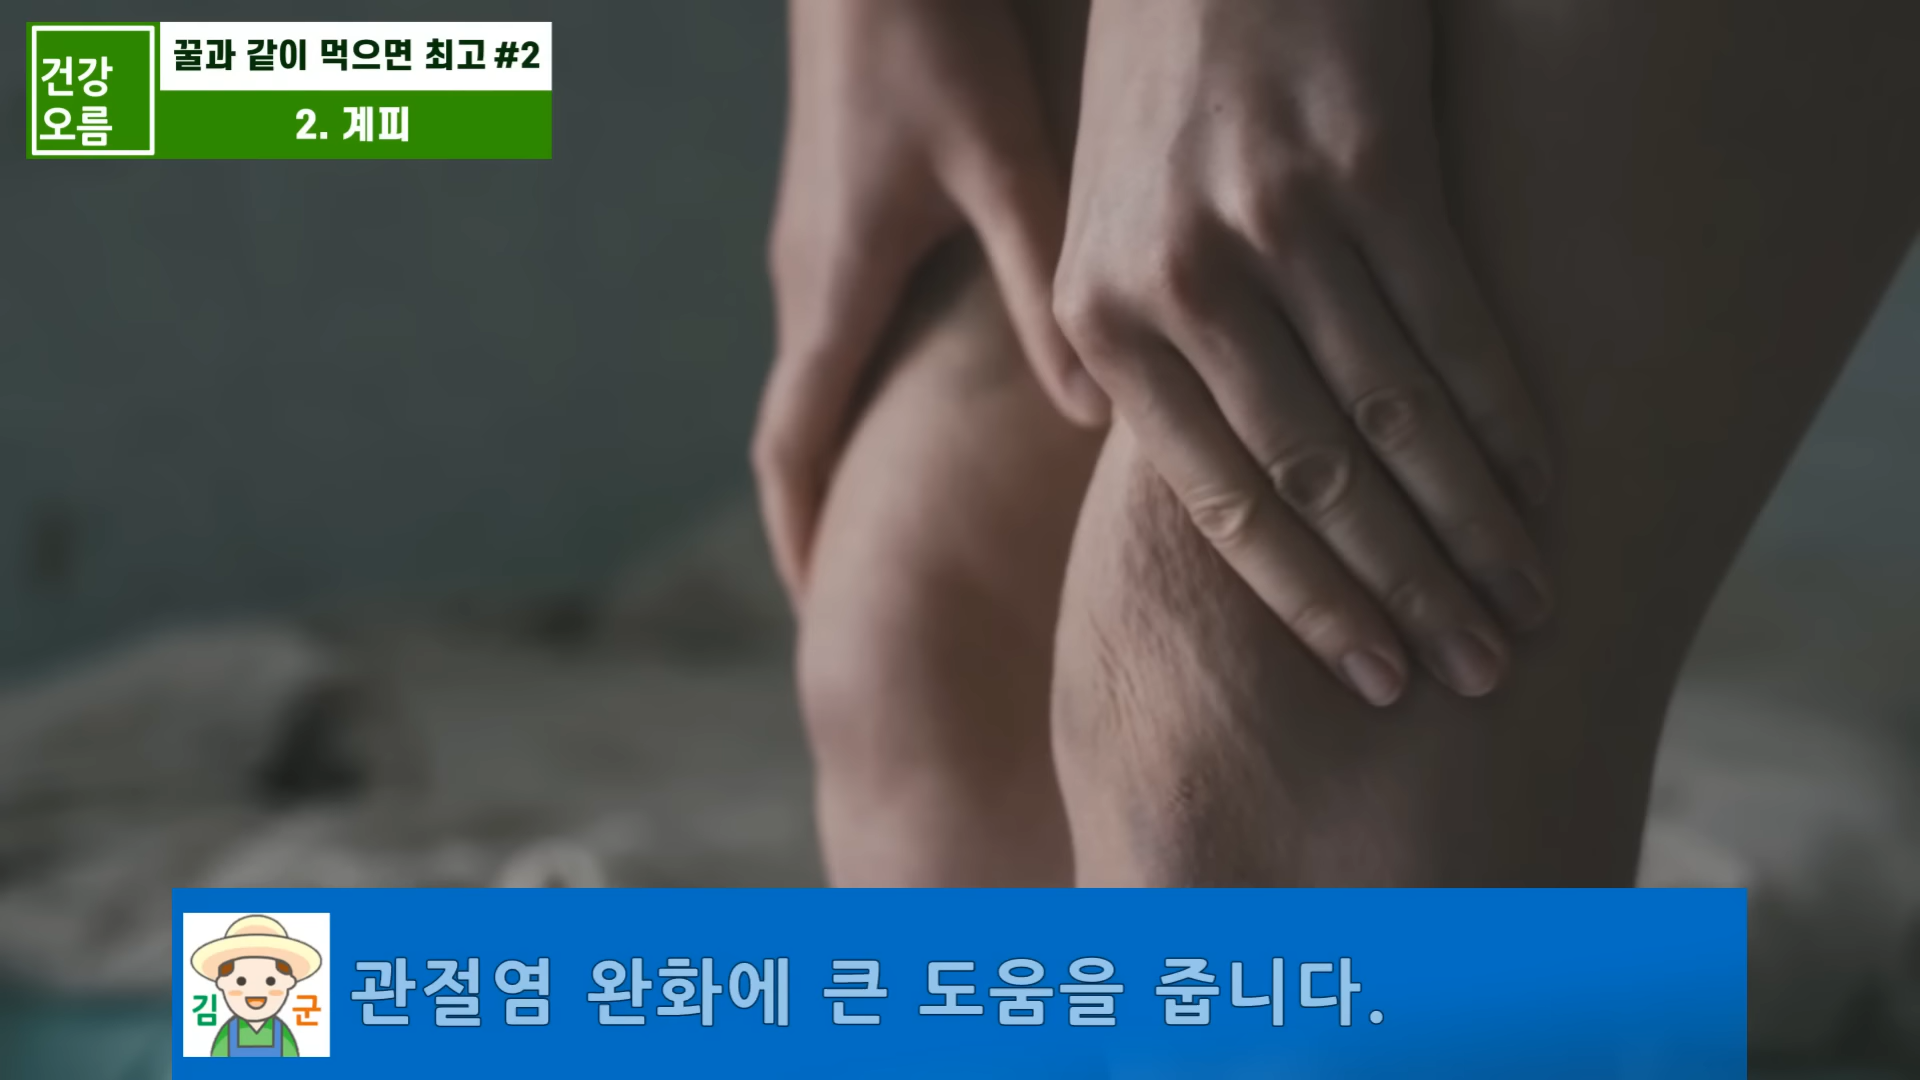 건강
오름
꿀과 같이 먹으면 최고 #2
2. 계피
김 군
관절염 완화에 큰 도움을 줍니다.